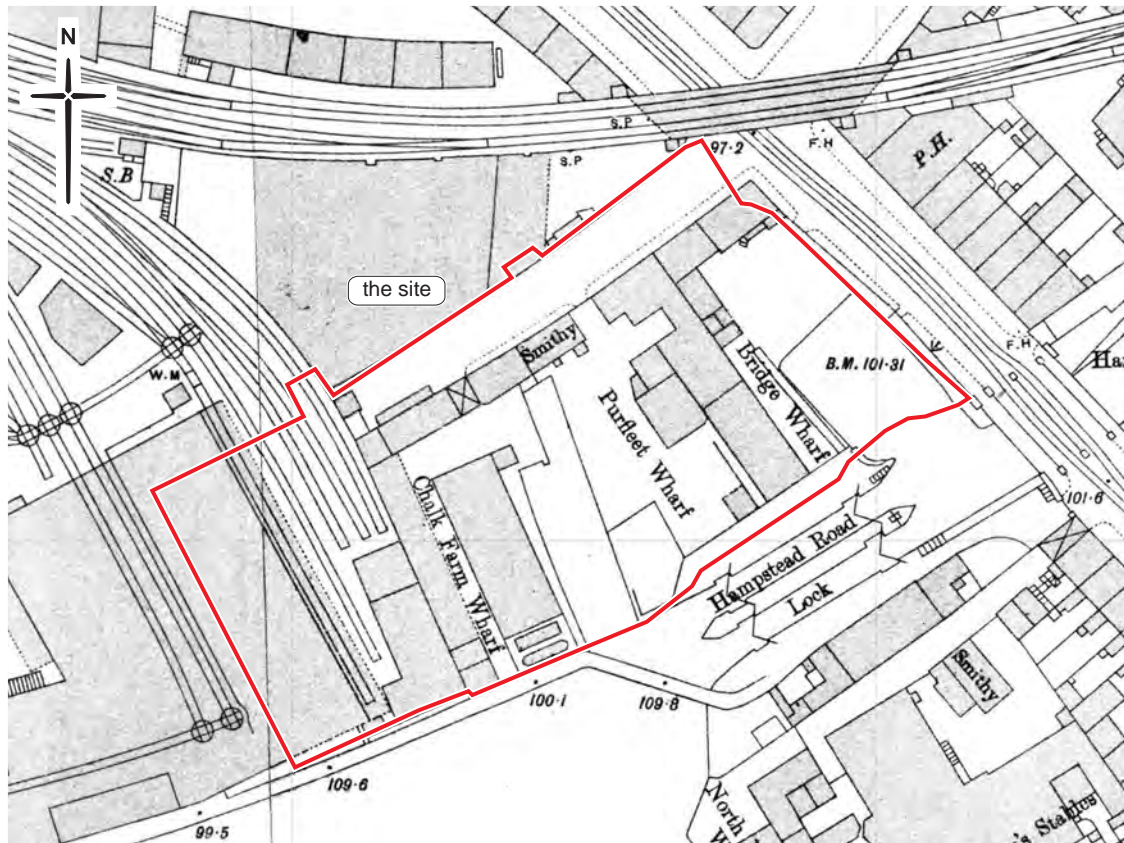 N
S.P
97·2
F.H
P.H.
S.P
S.B
the site
Smithy
B.M. 101·31
F.H.
Ha
W.M
Bridge Wharf
Purfleet Wharf
Chalk Farm Wharf
101·6
Hampstead Road
Lock
Smithy
100·1
109·8
109·6
99·5
North
W
's Stables